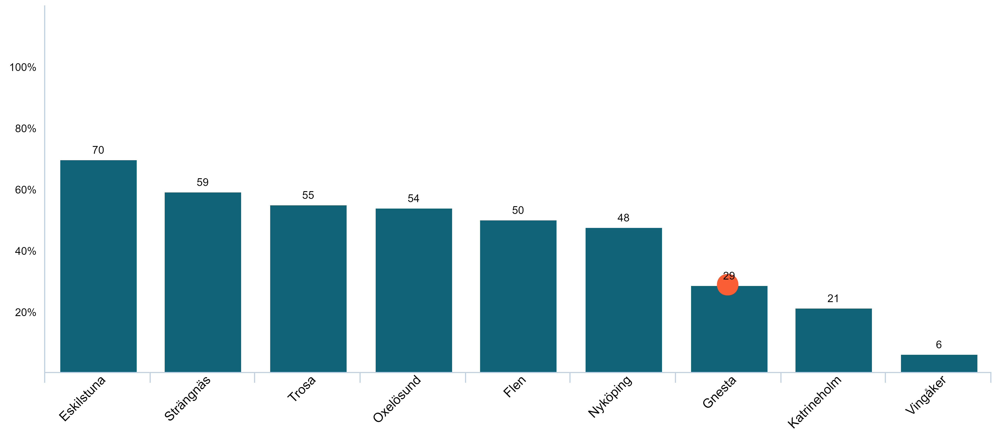 100%
80%
60%
40%
20%
70
59
55
54
50
48
29
21
6
Eskilstuna
Strängnäs
Trosa
Oxelösund
Flen
Nyköping
Gnesta
Katrineholm
Vingåker